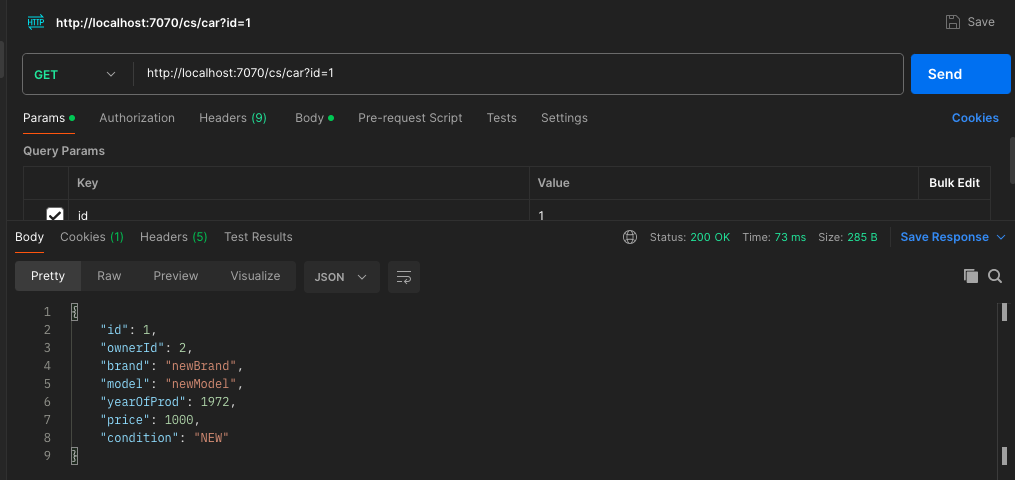 HTTP http://localhost:7070/cs/car?id=1 Save
GET http://localhost:7070/cs/car?id=1 Send
Params Authorization Headers (9) Body Pre-request Script Tests Settings Cookies
Query Params
Key Value Bulk Edit
id 1
Body Cookies (1) Headers (5) Test Results Status: 200 OK Time: 73 ms Size: 285 B Save Response
Pretty Raw Preview Visualize JSON
1 {
2 "id": 1,
3 "ownerId": 2,
4 "brand": "newBrand",
5 "model": "newModel",
6 "yearOfProd": 1972,
7 "price": 1000,
8 "condition": "NEW"
9 }